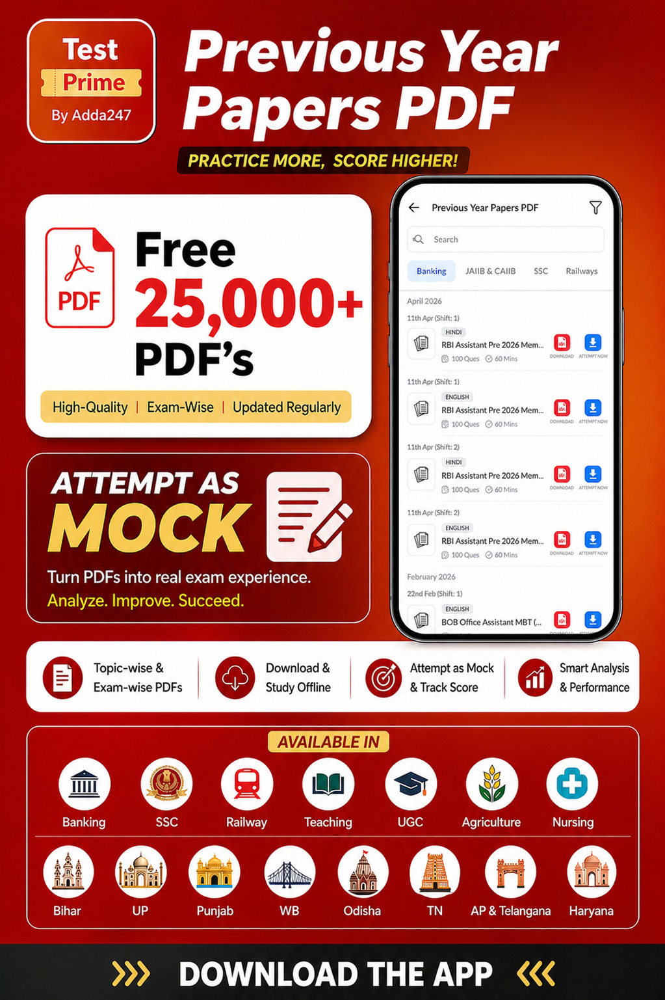 Test
Prime
By Adda247
Previous Year
Papers PDF
PRACTICE MORE, SCORE HIGHER!
PDF
Free
25,000+
PDF's
High-Quality | Exam-Wise | Updated Regularly
ATTEMPT AS
MOCK
Turn PDFs into real exam experience.
Analyze. Improve. Succeed.
Previous Year Papers PDF
Search
Banking JAIIB & CAIIB SSC Railways
April 2026
11th Apr (Shift: 1)
HINDI
RBI Assistant Pre 2026 Mem...
100 Ques 60 Mins
DOWNLOAD ATTEMPT NOW
11th Apr (Shift: 1)
ENGLISH
RBI Assistant Pre 2026 Mem...
100 Ques 60 Mins
DOWNLOAD ATTEMPT NOW
11th Apr (Shift: 2)
HINDI
RBI Assistant Pre 2026 Mem...
100 Ques 60 Mins
DOWNLOAD ATTEMPT NOW
11th Apr (Shift: 2)
ENGLISH
RBI Assistant Pre 2026 Mem...
100 Ques 60 Mins
DOWNLOAD ATTEMPT NOW
February 2026
22nd Feb (Shift: 1)
ENGLISH
BOB Office Assistant MBT (...
Topic-wise &
Exam-wise PDFs
Download &
Study Offline
Attempt as Mock
& Track Score
Smart Analysis
& Performance
AVAILABLE IN
Banking SSC Railway Teaching UGC Agriculture Nursing
Bihar UP Punjab WB Odisha TN AP & Telangana Haryana
DOWNLOAD THE APP